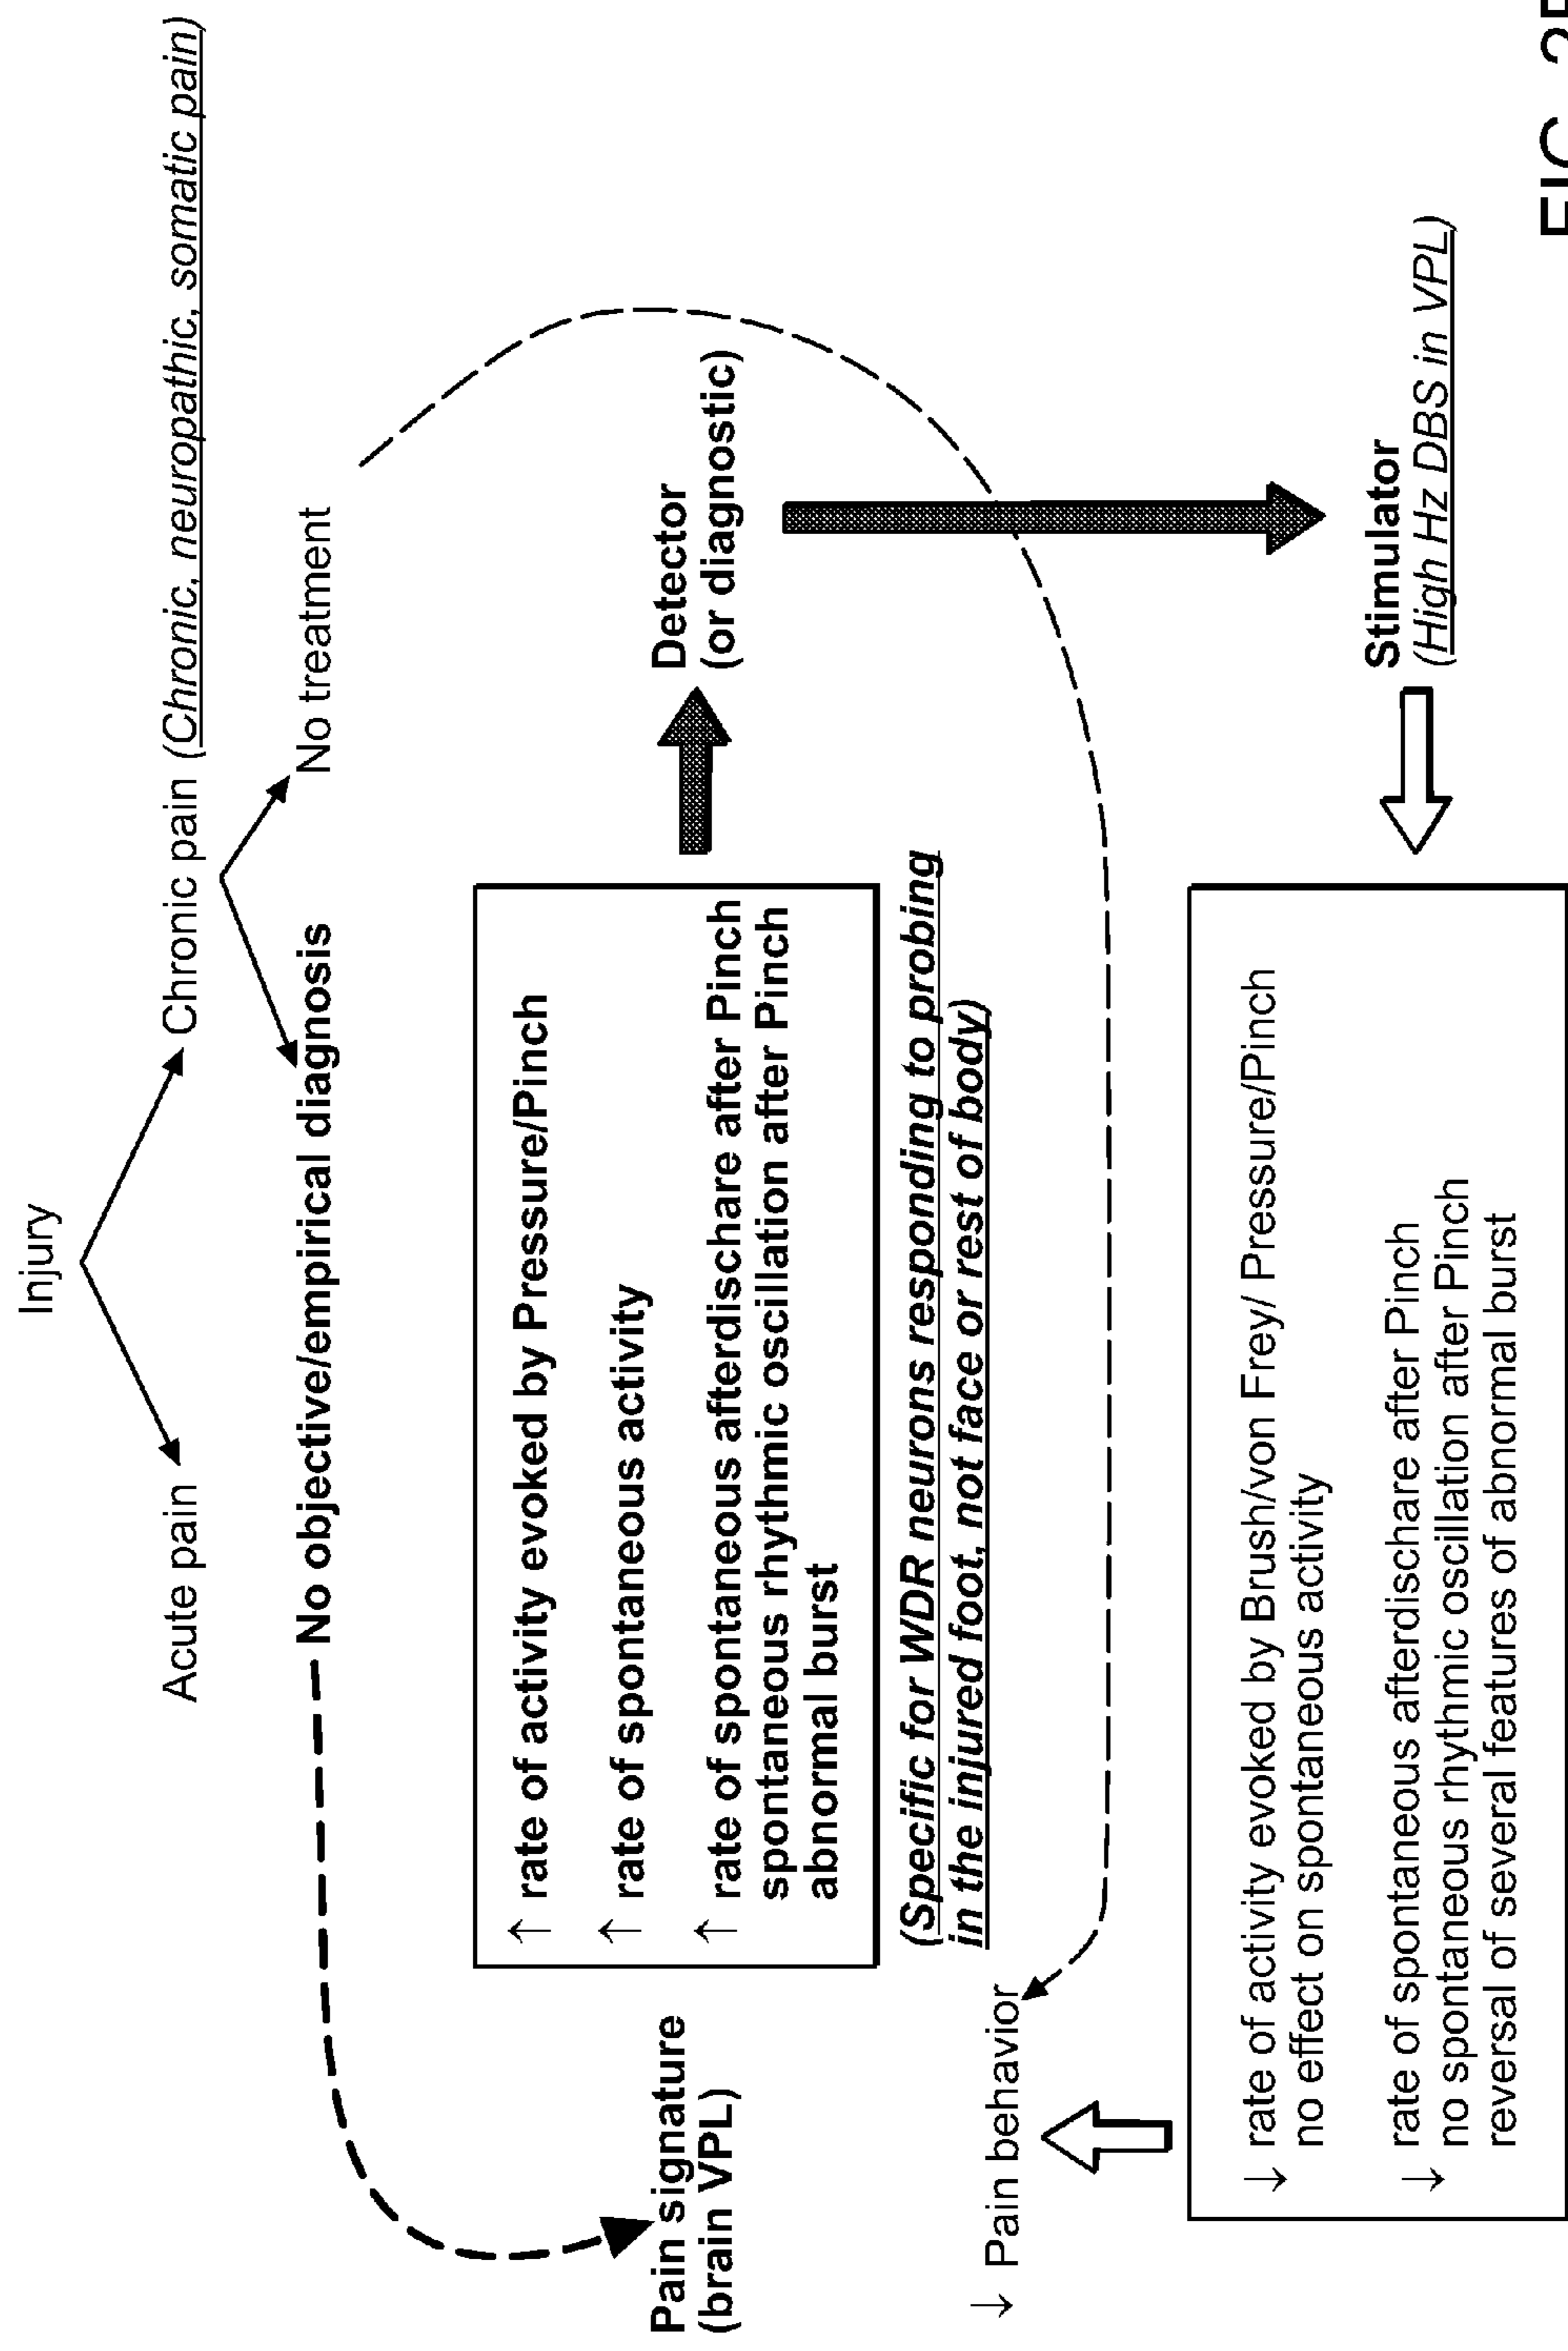 Injury
Acute pain
Chronic pain (Chronic, neuropathic, somatic pain)
No objective/empirical diagnosis
No treatment
Pain signature
(brain VPL)
↑ rate of activity evoked by Pressure/Pinch
↑ rate of spontaneous activity
↑ rate of spontaneous afterdischare after Pinch
spontaneous rhythmic oscillation after Pinch
abnormal burst
Detector
(or diagnostic)
(Specific for WDR neurons responding to probing
in the injured foot, not face or rest of body)
↓ Pain behavior
↓ rate of activity evoked by Brush/von Frey/ Pressure/Pinch
no effect on spontaneous activity
↓ rate of spontaneous afterdischare after Pinch
no spontaneous rhythmic oscillation after Pinch
reversal of several features of abnormal burst
Stimulator
(High Hz DBS in VPL)
FIG.